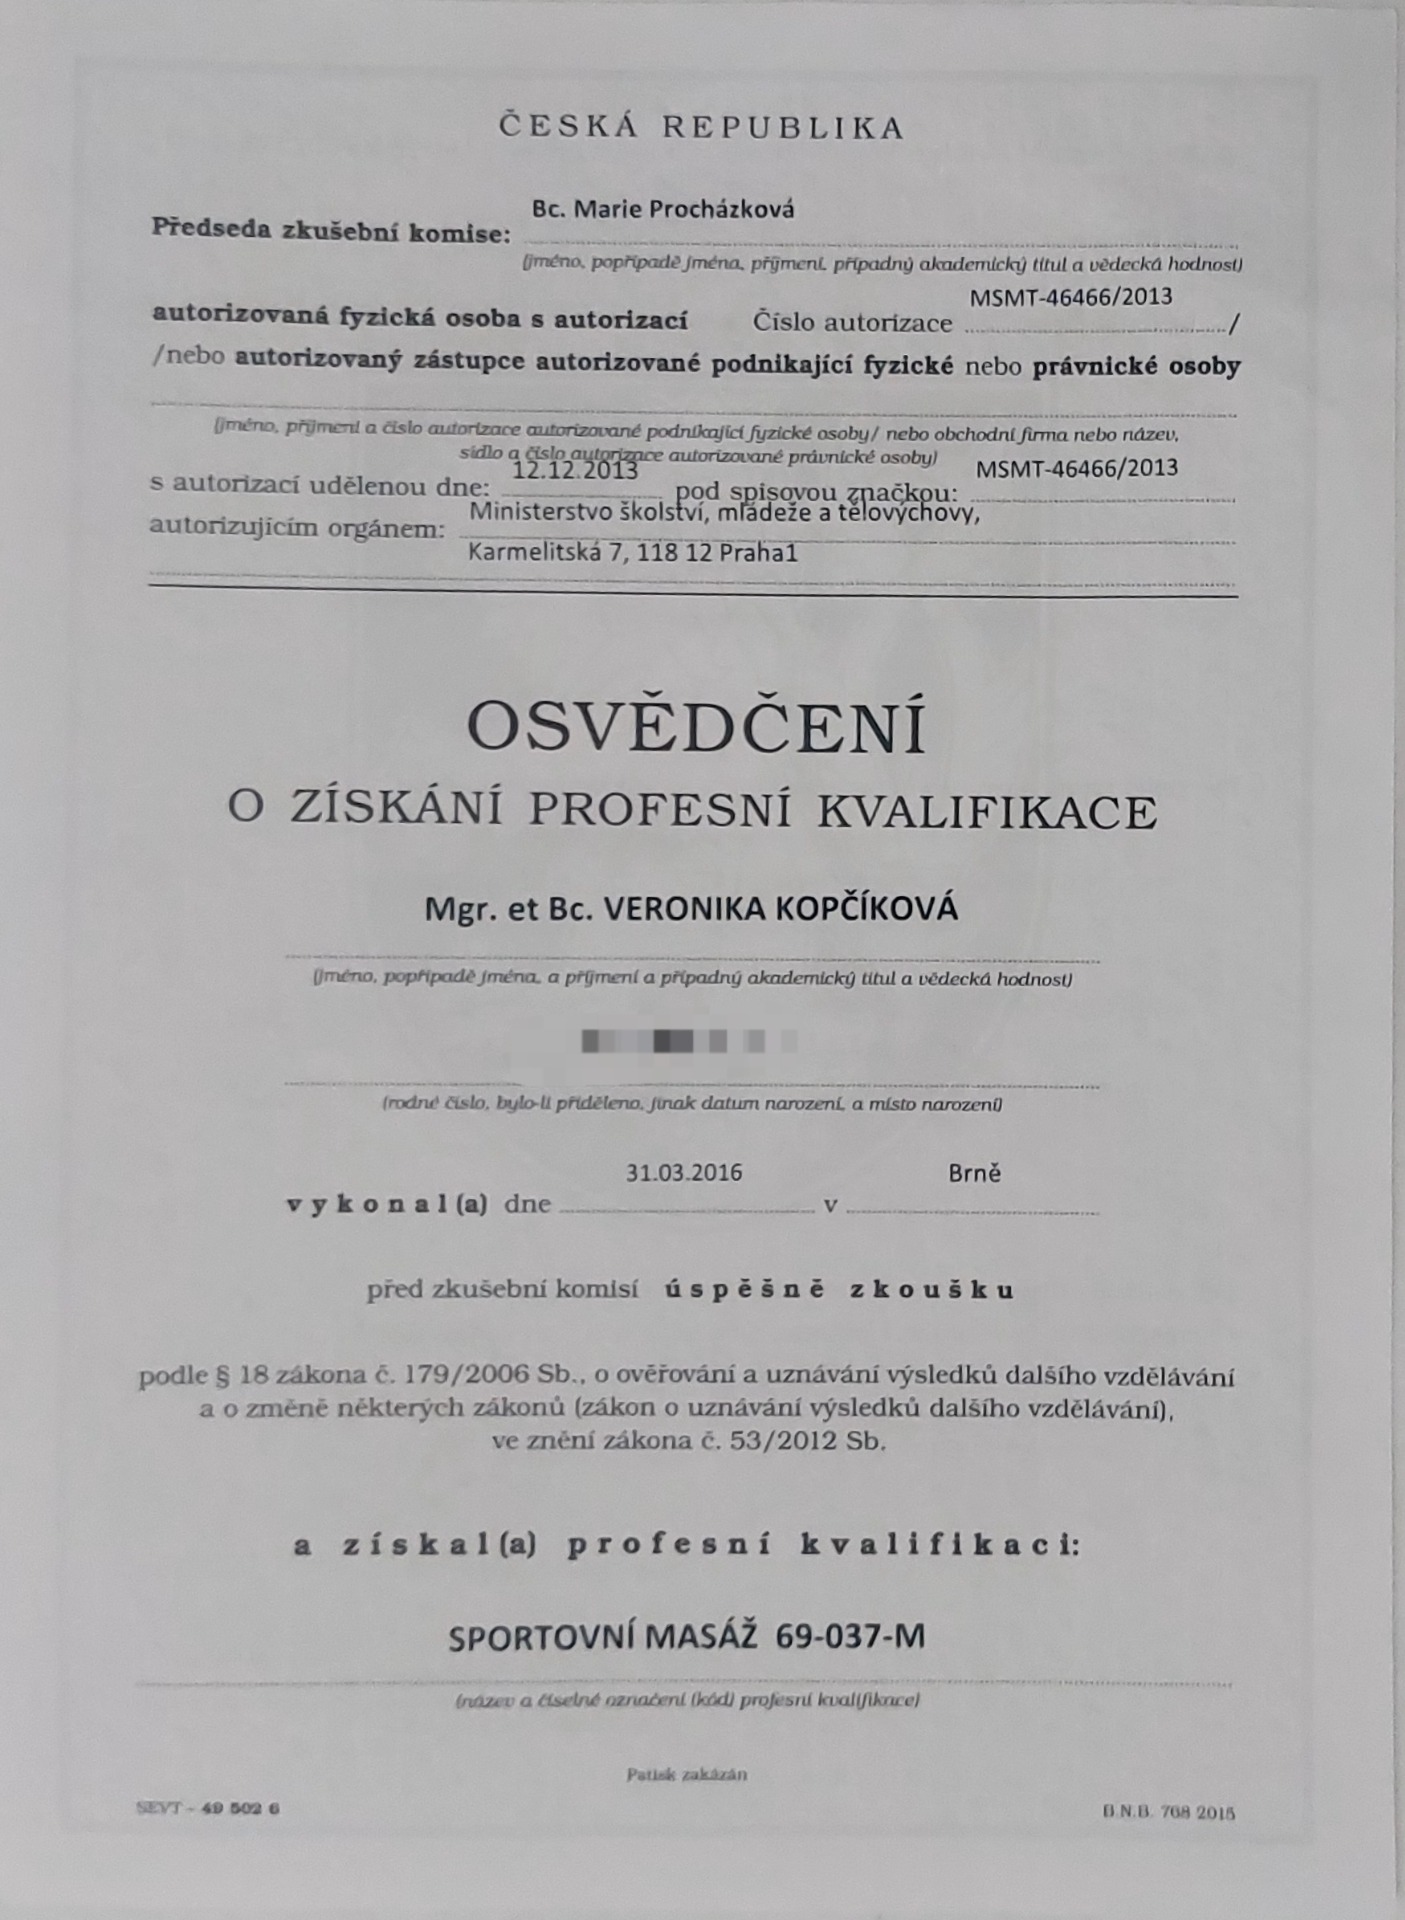 ČESKÁ REPUBLIKA
Bc. Marie Procházková
Předseda zkušební komise:
(jméno, popřípadě jména, příjmení, případný akademický titul a vědecká hodnost)
MSMT-46466/2013
autorizovaná fyzická osoba s autorizací Číslo autorizace ........../
/nebo autorizovaný zástupce autorizované podnikající fyzické nebo právnické osoby
(jméno, příjmení a číslo autorizace autorizované podnikající fyzické osoby/ nebo obchodní firma nebo název,
sídlo a číslo autorizace autorizované právnické osoby)
12.12.2013 MSMT-46466/2013
s autorizací udělenou dne: pod spisovou značkou:
Ministerstvo školství, mládeže a tělovýchovy,
autorizujícím orgánem:
Karmelitská 7, 118 12 Praha1
OSVĚDČENÍ
O ZÍSKÁNÍ PROFESNÍ KVALIFIKACE
Mgr. et Bc. VERONIKA KOPČÍKOVÁ
(jméno, popřípadě jména, a příjmení a případný akademický titul a vědecká hodnost)
(rodné číslo, bylo-li přiděleno, jinak datum narození, a místo narození)
31.03.2016 Brně
vykonal(a) dne v
před zkušební komisí úspěšně zkoušku
podle § 18 zákona č. 179/2006 Sb., o ověřování a uznávání výsledků dalšího vzdělávání
a o změně některých zákonů (zákon o uznávání výsledků dalšího vzdělávání),
ve znění zákona č. 53/2012 Sb.
a získal(a) profesní kvalifikaci:
SPORTOVNÍ MASÁŽ 69-037-M
(název a číselné označení (kód) profesní kvalifikace)
Patisk zakázán
SEVT - 49 502 6 B.N.B. 768 2015